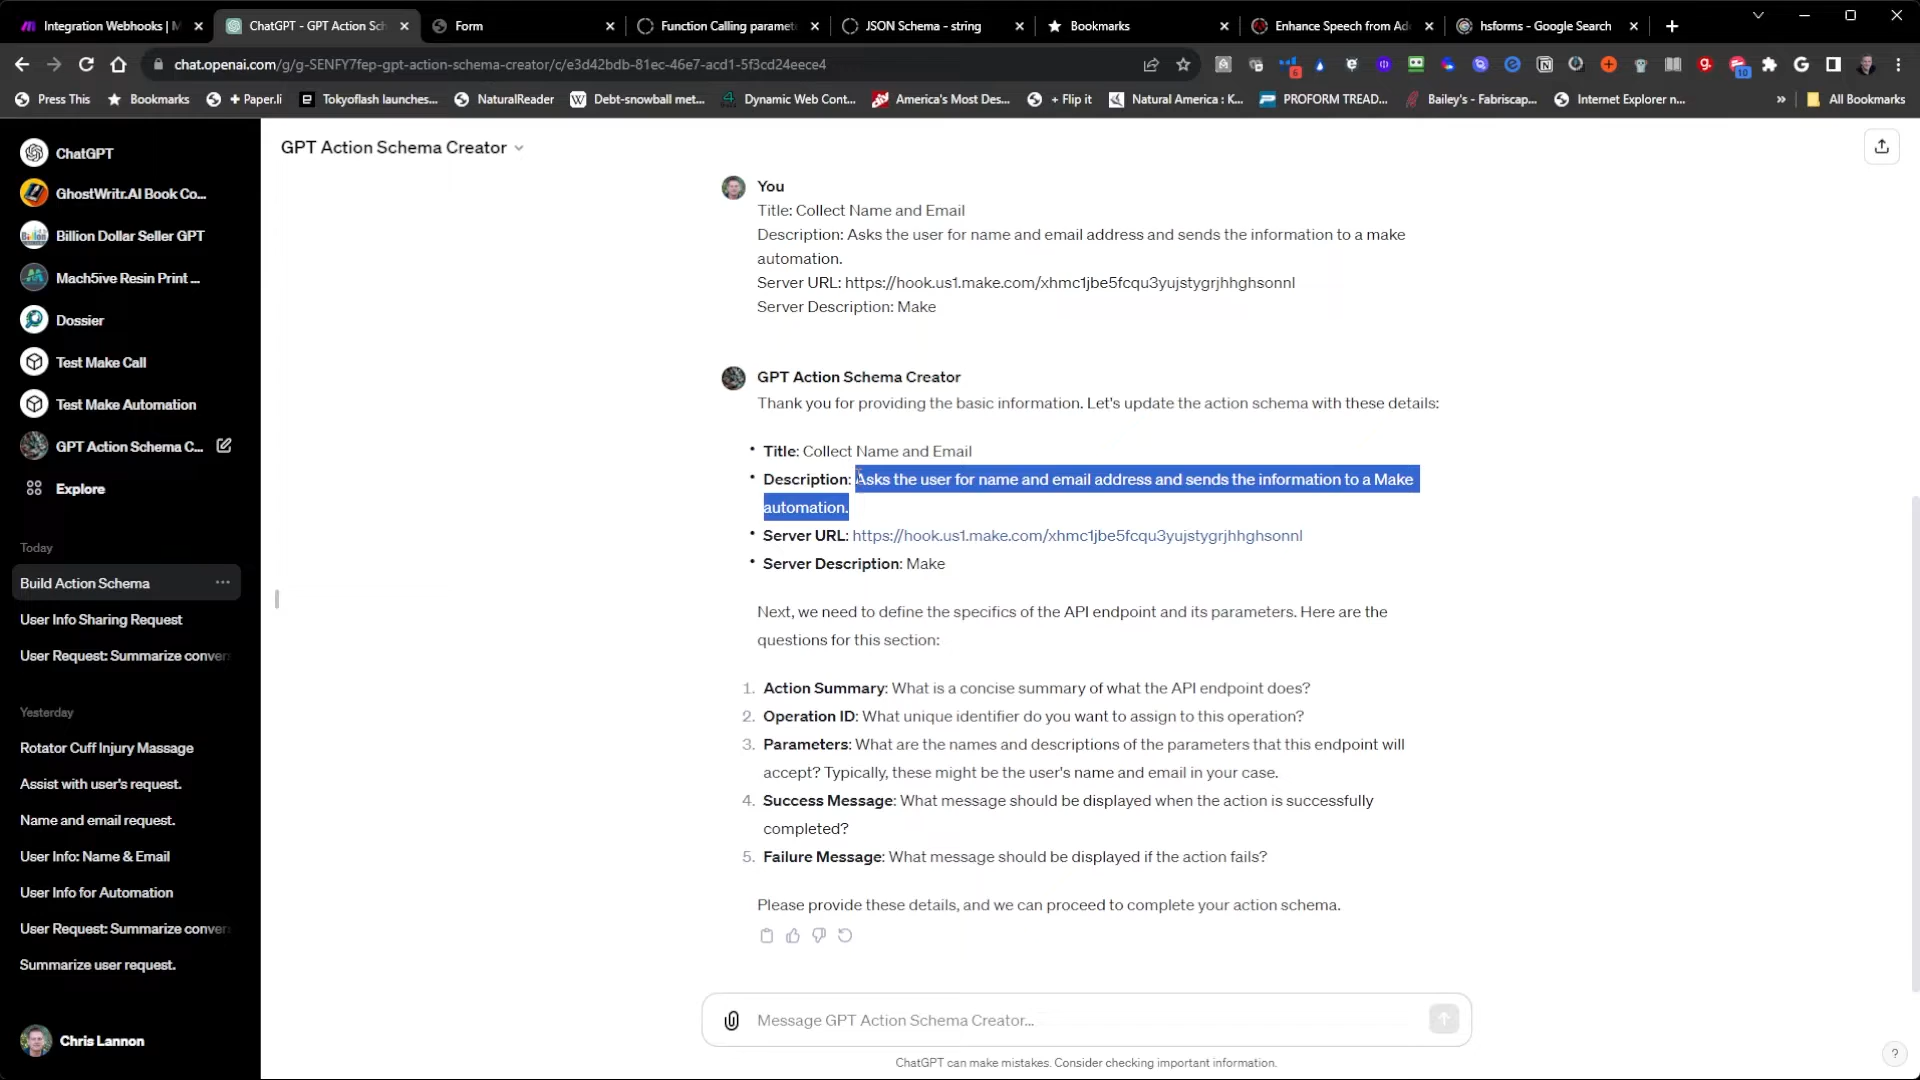 Integration Webhooks | M
ChatGPT - GPT Action Sch
Form
Function Calling paramete
JSON Schema - string
Bookmarks
Enhance Speech from Ad
hsforms - Google Search
chat.openai.com/g/g-SENFY7fep-gpt-action-schema-creator/c/e3d42bdb-81ec-46e7-acd1-5f3cd24eece4
6
10
Press This
Bookmarks
+ Paper.li
Tokyoflash launches...
NaturalReader
Debt-snowball met...
Dynamic Web Cont...
America's Most Des...
+ Flip it
Natural America : K...
PROFORM TREAD...
Bailey's - Fabriscap...
Internet Explorer n...
»
All Bookmarks
ChatGPT
GhostWritr.AI Book Co...
Billion Dollar Seller GPT
Mach5ive Resin Print ...
Dossier
Test Make Call
Test Make Automation
GPT Action Schema C...
Explore
Today
Build Action Schema
User Info Sharing Request
User Request: Summarize conver
Yesterday
Rotator Cuff Injury Massage
Assist with user's request.
Name and email request.
User Info: Name & Email
User Info for Automation
User Request: Summarize conver
Summarize user request.
Chris Lannon
GPT Action Schema Creator
You
Title: Collect Name and Email
Description: Asks the user for name and email address and sends the information to a make
automation.
Server URL: https://hook.us1.make.com/xhmc1jbe5fcqu3yujstygrjhhghsonnl
Server Description: Make
GPT Action Schema Creator
Thank you for providing the basic information. Let's update the action schema with these details:
• Title: Collect Name and Email
• Description: Asks the user for name and email address and sends the information to a Make
automation.
• Server URL: https://hook.us1.make.com/xhmc1jbe5fcqu3yujstygrjhhghsonnl
• Server Description: Make
Next, we need to define the specifics of the API endpoint and its parameters. Here are the
questions for this section:
1. Action Summary: What is a concise summary of what the API endpoint does?
2. Operation ID: What unique identifier do you want to assign to this operation?
3. Parameters: What are the names and descriptions of the parameters that this endpoint will
accept? Typically, these might be the user's name and email in your case.
4. Success Message: What message should be displayed when the action is successfully
completed?
5. Failure Message: What message should be displayed if the action fails?
Please provide these details, and we can proceed to complete your action schema.
Message GPT Action Schema Creator...
ChatGPT can make mistakes. Consider checking important information.
?